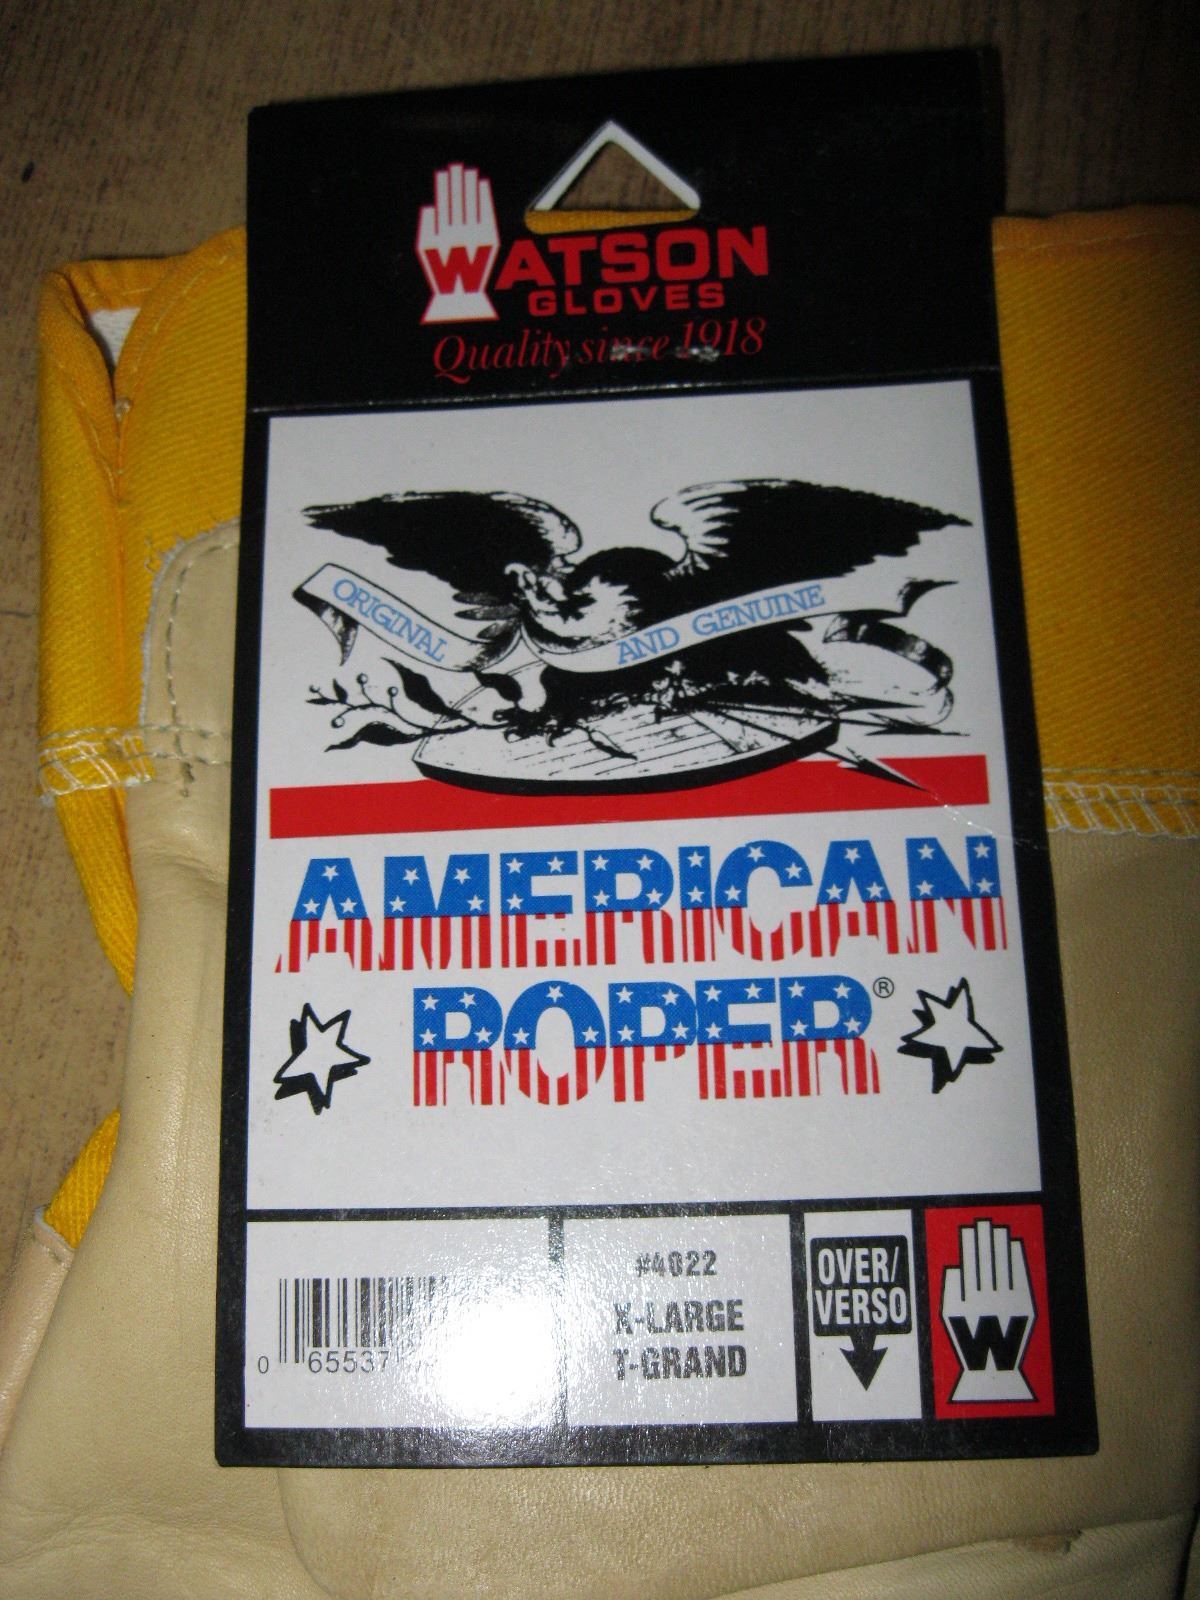 WATSON
GLOVES
Quality since 1918
ORIGINAL AND GENUINE
AMERICAN
ROPER®
#4022
X-LARGE
T-GRAND
OVER/
VERSO
W
0 65537